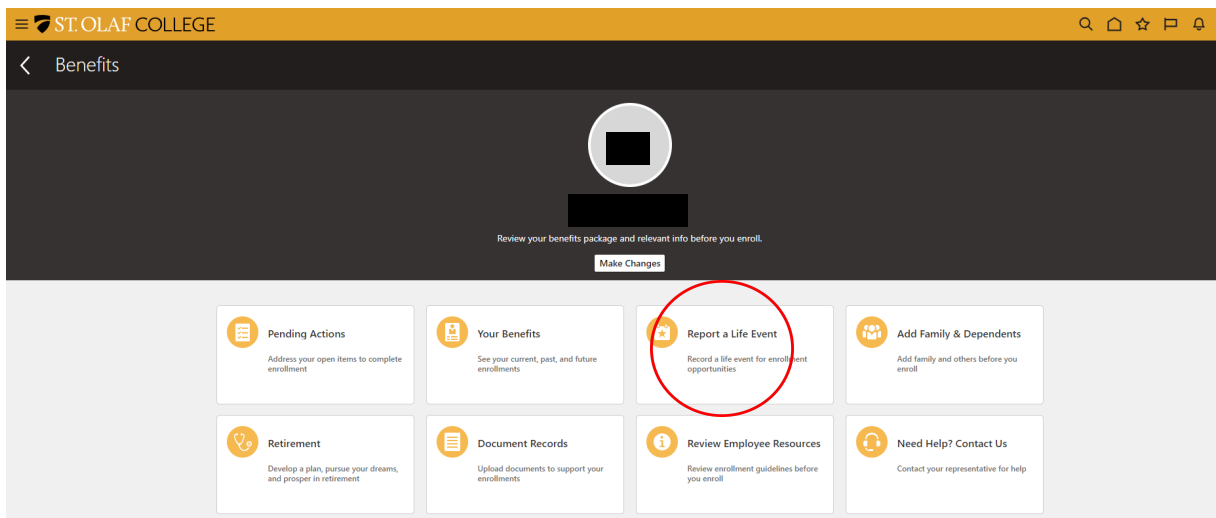 ST. OLAF COLLEGE
Benefits
Review your benefits package and relevant info before you enroll.
Make Changes
Pending Actions
Address your open items to complete
enrollment
Your Benefits
See your current, past, and future
enrollments
Report a Life Event
Record a life event for enrollment
opportunities
Add Family & Dependents
Add family and others before you
enroll
Retirement
Develop a plan, pursue your dreams,
and prosper in retirement
Document Records
Upload documents to support your
enrollments
Review Employee Resources
Review enrollment guidelines before
you enroll
Need Help? Contact Us
Contact your representative for help